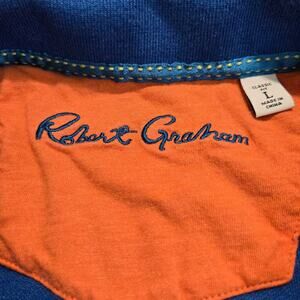 Robert Graham
CLASSIC
FIT
L
MADE IN
CHINA